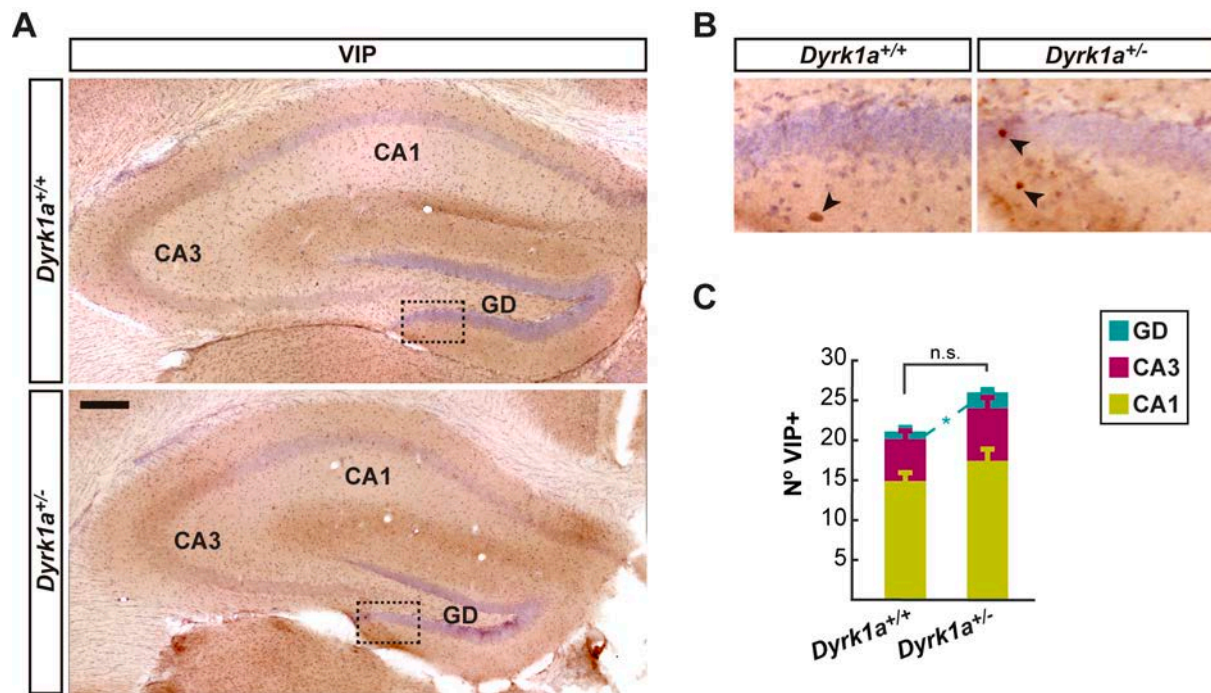 A
VIP
Dyrk1a+/+
CA1
CA3
GD
Dyrk1a+/-
CA1
CA3
GD
B
Dyrk1a+/+
Dyrk1a+/-
C
GD
CA3
CA1
n.s.
*
Nº VIP+
30
25
20
15
10
5
Dyrk1a+/+
Dyrk1a+/-